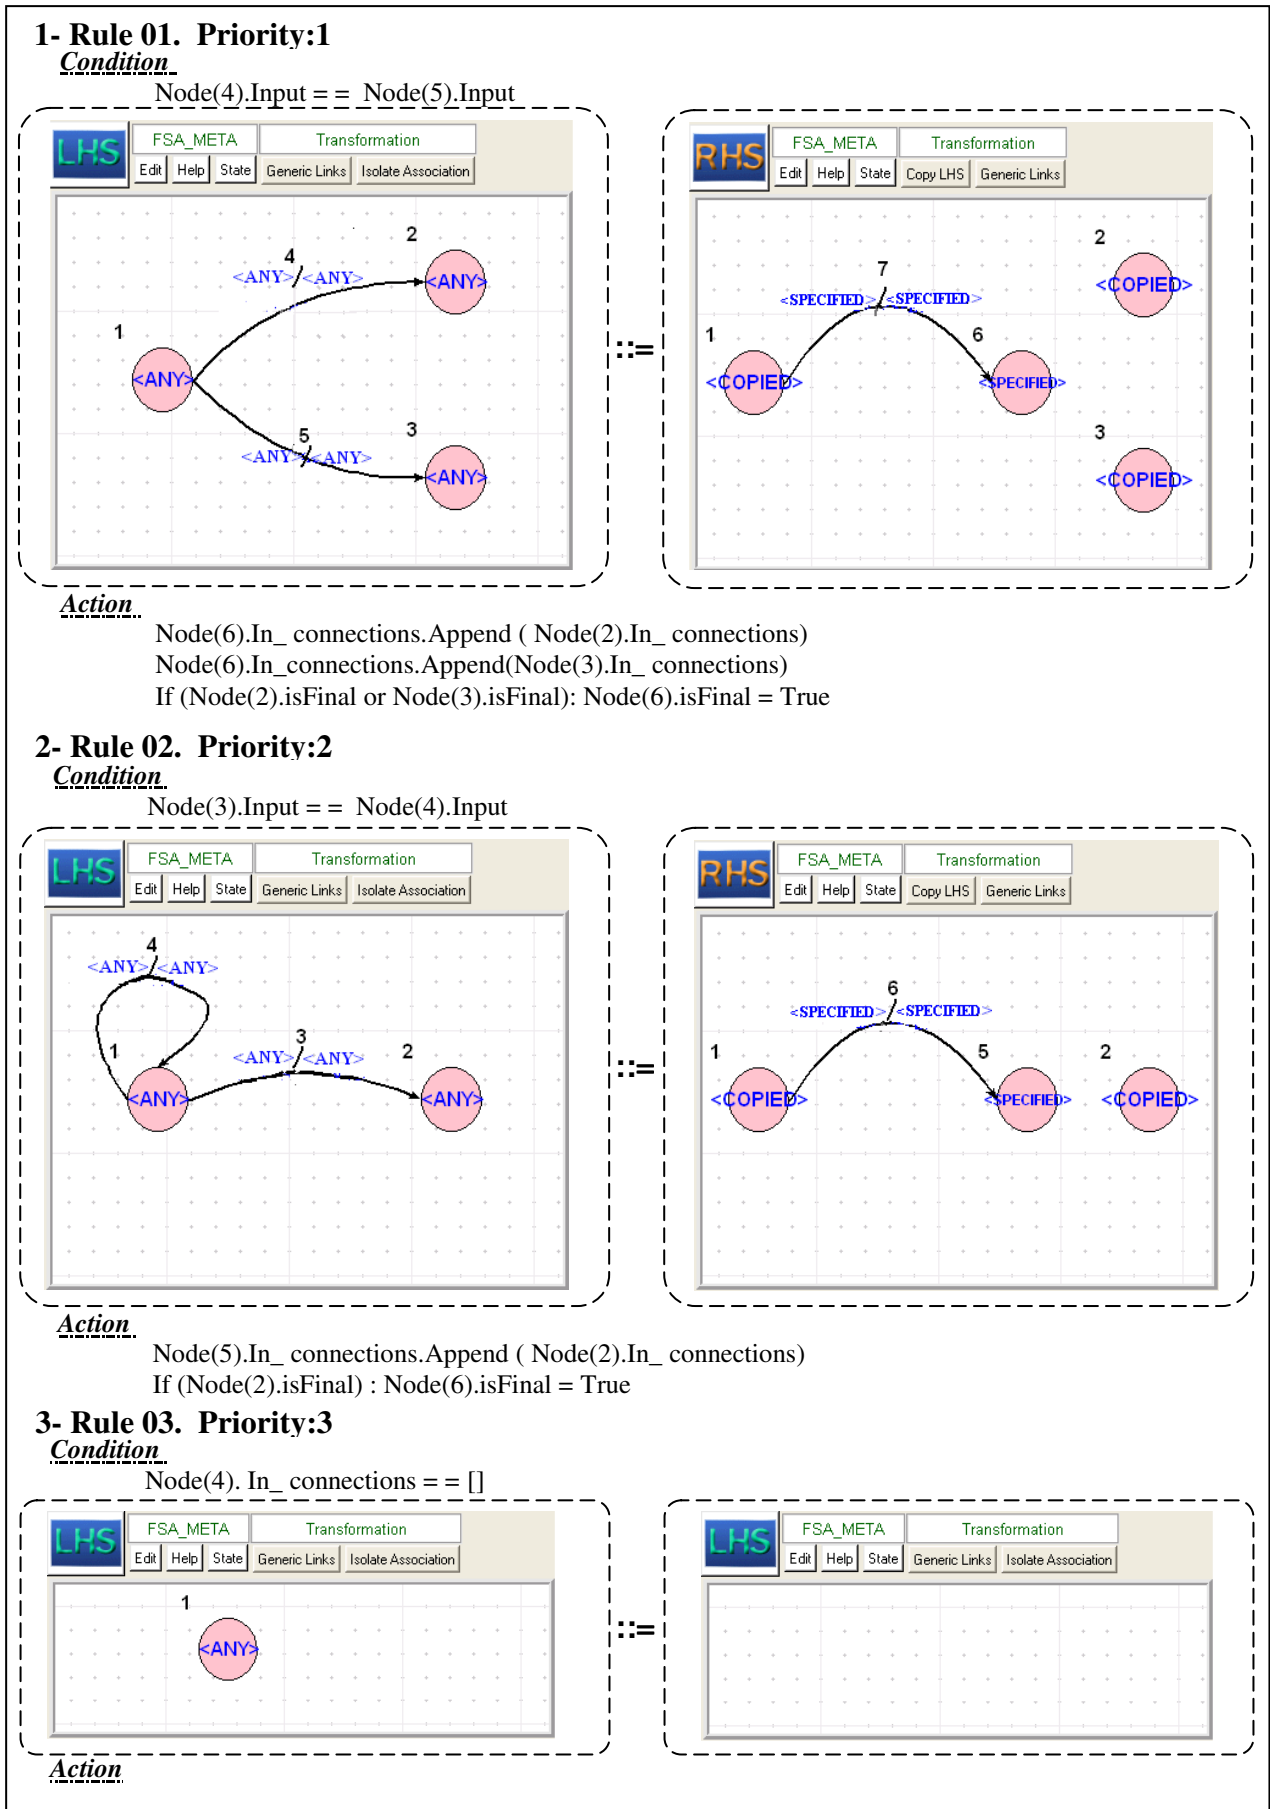 1- Rule 01.  Priority:1
Condition
Node(4).Input = =  Node(5).Input
LHS
FSA_META
Transformation
Edit Help State Generic Links Isolate Association
1
<ANY>
4
<ANY>/<ANY>
2
<ANY>
5
<ANY>/<ANY>
3
<ANY>
::=
RHS
FSA_META
Transformation
Edit Help State Copy LHS Generic Links
1
<COPIED>
7
<SPECIFIED>/<SPECIFIED>
6
<SPECIFIED>
2
<COPIED>
3
<COPIED>
Action
Node(6).In_ connections.Append ( Node(2).In_ connections)
Node(6).In_connections.Append(Node(3).In_ connections)
If (Node(2).isFinal or Node(3).isFinal): Node(6).isFinal = True
2- Rule 02.  Priority:2
Condition
Node(3).Input = =  Node(4).Input
LHS
FSA_META
Transformation
Edit Help State Generic Links Isolate Association
4
<ANY>/<ANY>
1
<ANY>
3
<ANY>/<ANY>
2
<ANY>
::=
RHS
FSA_META
Transformation
Edit Help State Copy LHS Generic Links
1
<COPIED>
6
<SPECIFIED>/<SPECIFIED>
5
<SPECIFIED>
2
<COPIED>
Action
Node(5).In_ connections.Append ( Node(2).In_ connections)
If (Node(2).isFinal) : Node(6).isFinal = True
3- Rule 03.  Priority:3
Condition
Node(4). In_ connections = = []
LHS
FSA_META
Transformation
Edit Help State Generic Links Isolate Association
1
<ANY>
::=
LHS
FSA_META
Transformation
Edit Help State Generic Links Isolate Association
Action